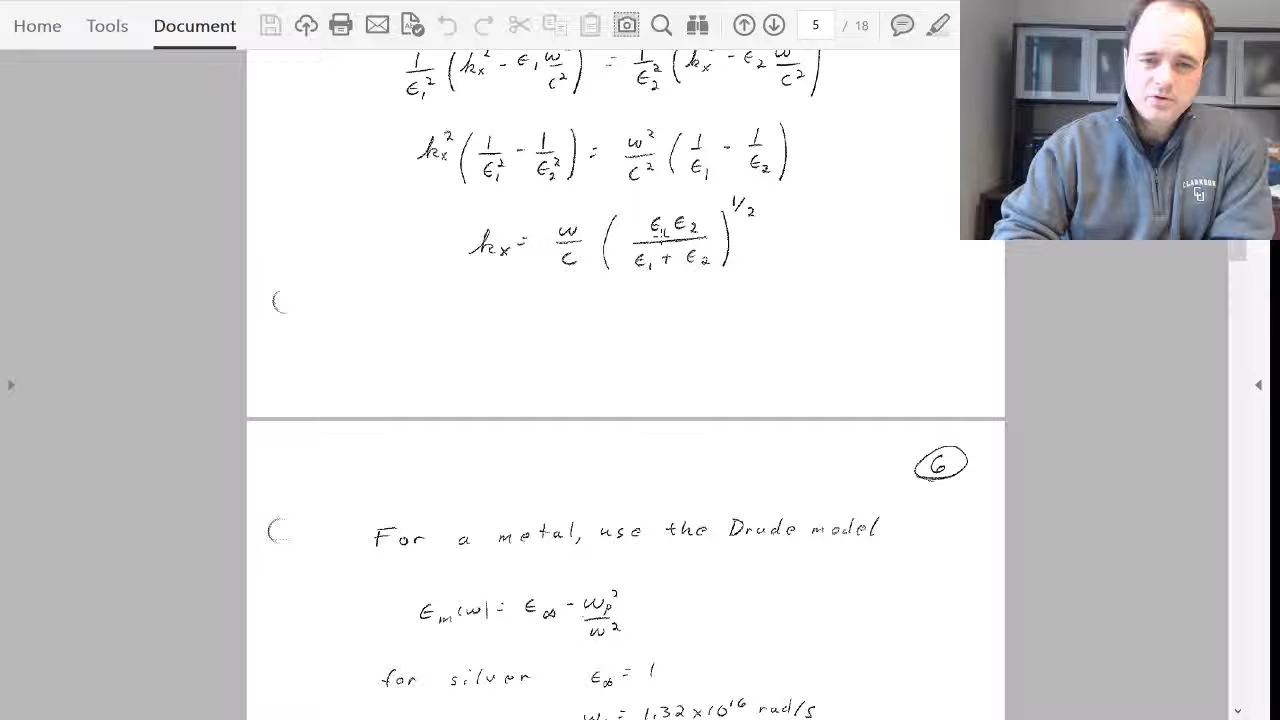 Home Tools Document 5 / 18
1/ε₁² (kₓ² - ε₁ ω²/c²) = 1/ε₂² (kₓ² - ε₂ ω²/c²)
kₓ² (1/ε₁² - 1/ε₂²) = ω²/c² (1/ε₁ - 1/ε₂)
CLARKSON
CU
kₓ = ω/c (ε₁ε₂ / ε₁ + ε₂)^1/2
6
For a metal, use the Drude model
εₘ(ω) = ε∞ - ωₚ²/ω²
for silver ε∞ = 1
ωₚ = 1.32 × 10¹⁶ rad/s